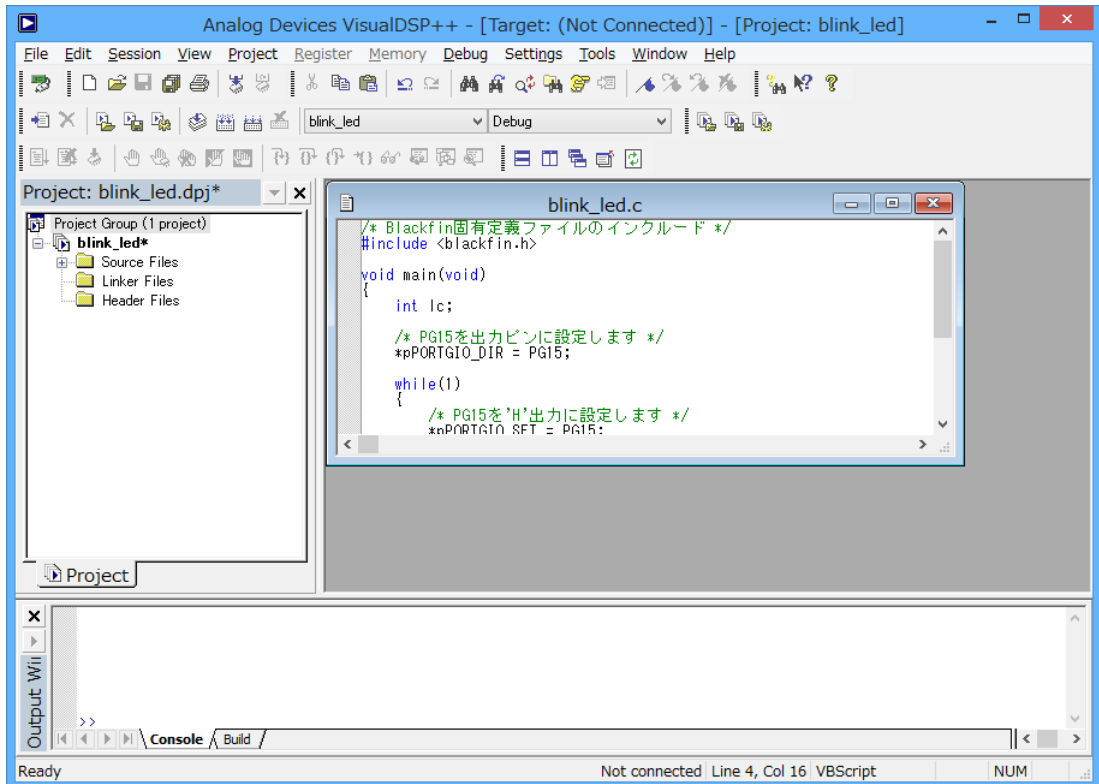 Analog Devices VisualDSP++ - [Target: (Not Connected)] - [Project: blink_led]
File Edit Session View Project Register Memory Debug Settings Tools Window Help
blink_led Debug
Project: blink_led.dpj*
Project Group (1 project)
blink_led*
Source Files
Linker Files
Header Files
Project
blink_led.c
/* Blackfin固有定義ファイルのインクルード */
#include <blackfin.h>
void main(void)
{
int lc;
/* PG15を出力ピンに設定します */
*pPORTGIO_DIR = PG15;
while(1)
{
/* PG15を'H'出力に設定します */
*pPORTGIO_SET = PG15;
Output Wi
>>
Console Build
Ready Not connected Line 4, Col 16 VBScript NUM